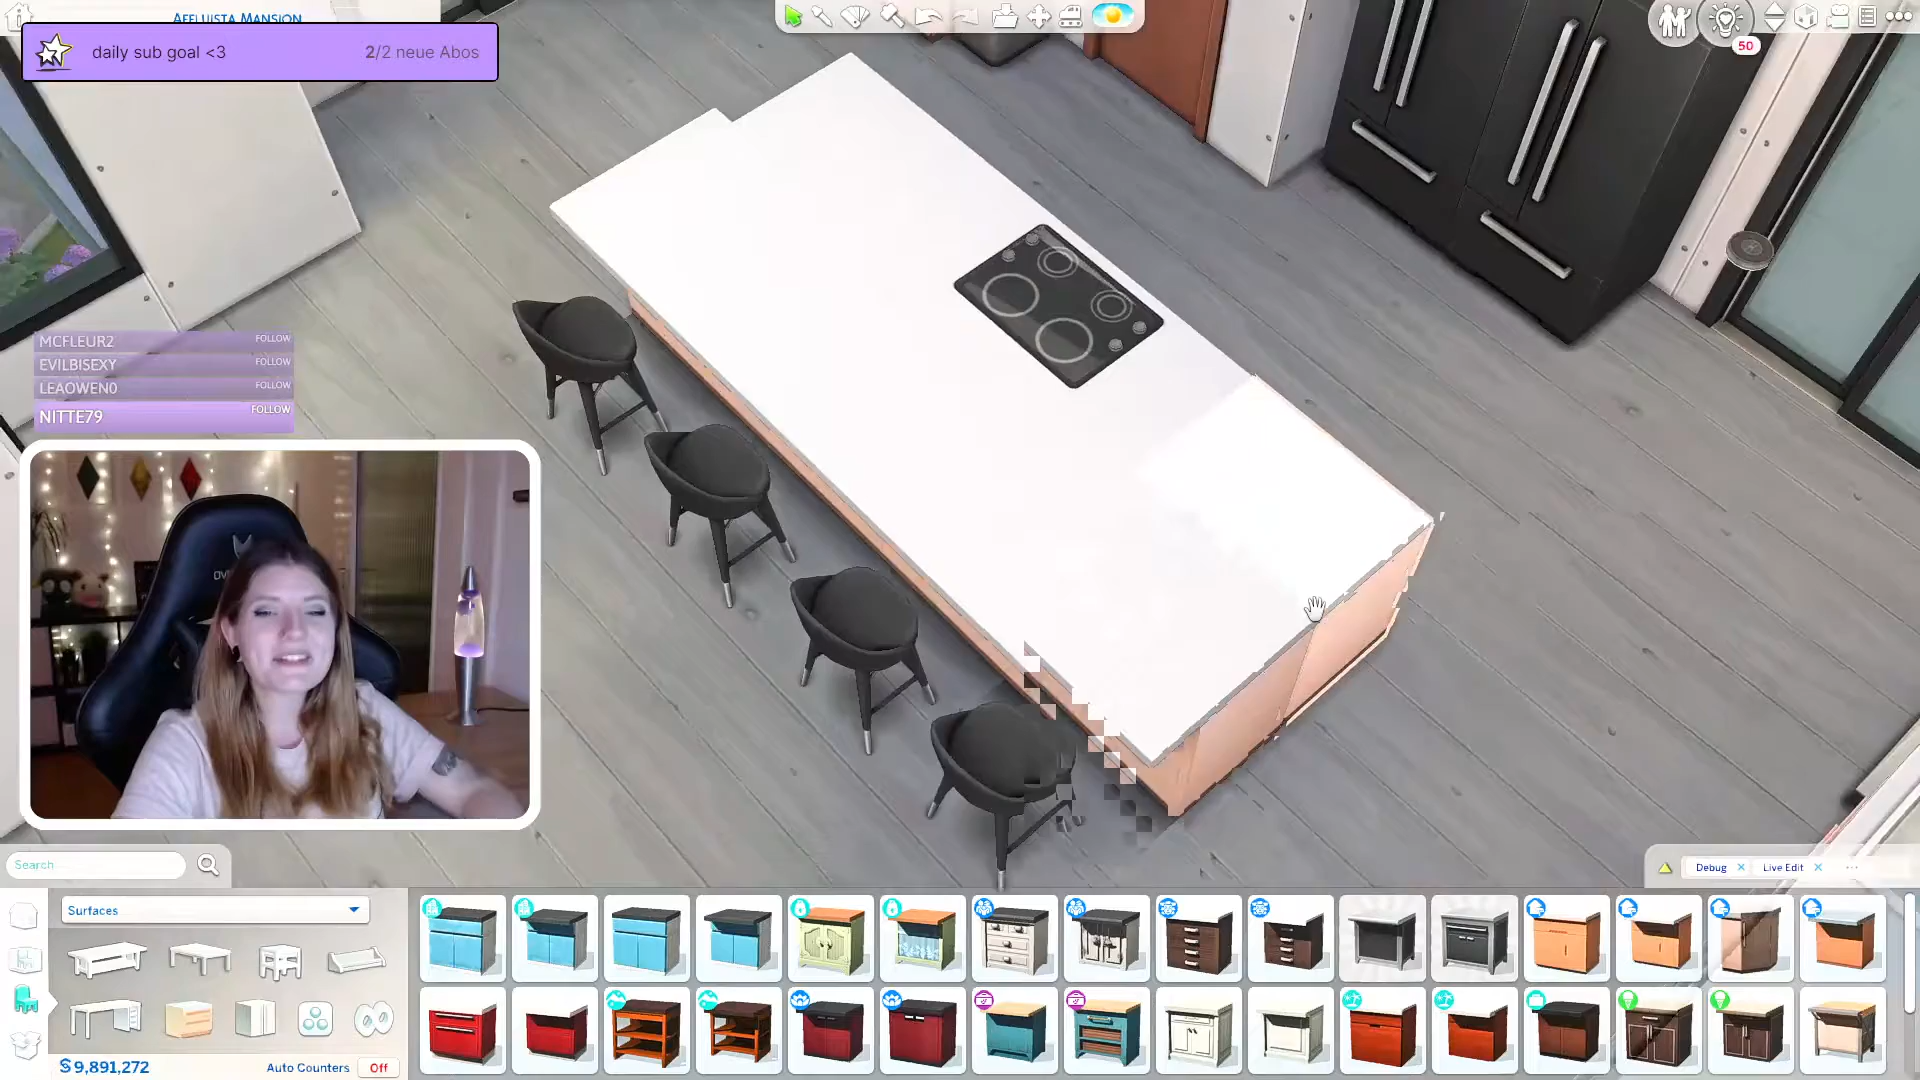 AFFLUISTA MANSION
daily sub goal <3 2/2 neue Abos
50
MCFLEUR2 FOLLOW
EVILBISEXY FOLLOW
LEAOWEN0 FOLLOW
NITTE79 FOLLOW
Search
Debug
Live Edit
Surfaces
§9,891,272
Auto Counters Off